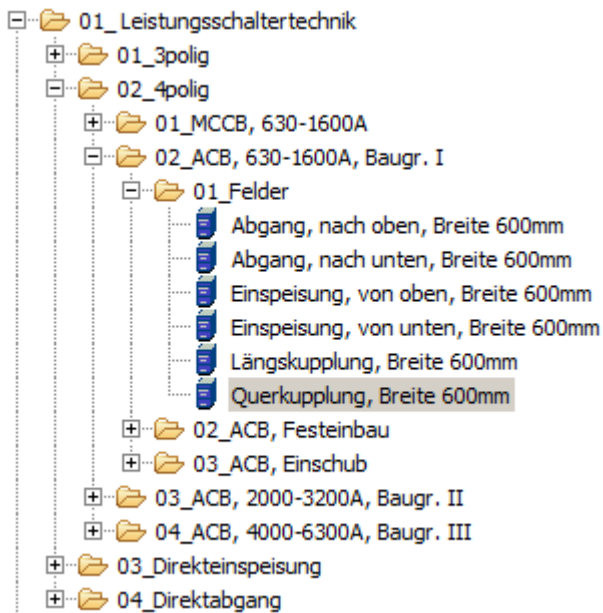 01_ Leistungsschaltertechnik
01_3polig
02_4polig
01_MCCB, 630-1600A
02_ACB, 630-1600A, Baugr. I
01_Felder
Abgang, nach oben, Breite 600mm
Abgang, nach unten, Breite 600mm
Einspeisung, von oben, Breite 600mm
Einspeisung, von unten, Breite 600mm
Längskupplung, Breite 600mm
Querkupplung, Breite 600mm
02_ACB, Festeinbau
03_ACB, Einschub
03_ACB, 2000-3200A, Baugr. II
04_ACB, 4000-6300A, Baugr. III
03_Direkteinspeisung
04_Direktabgang